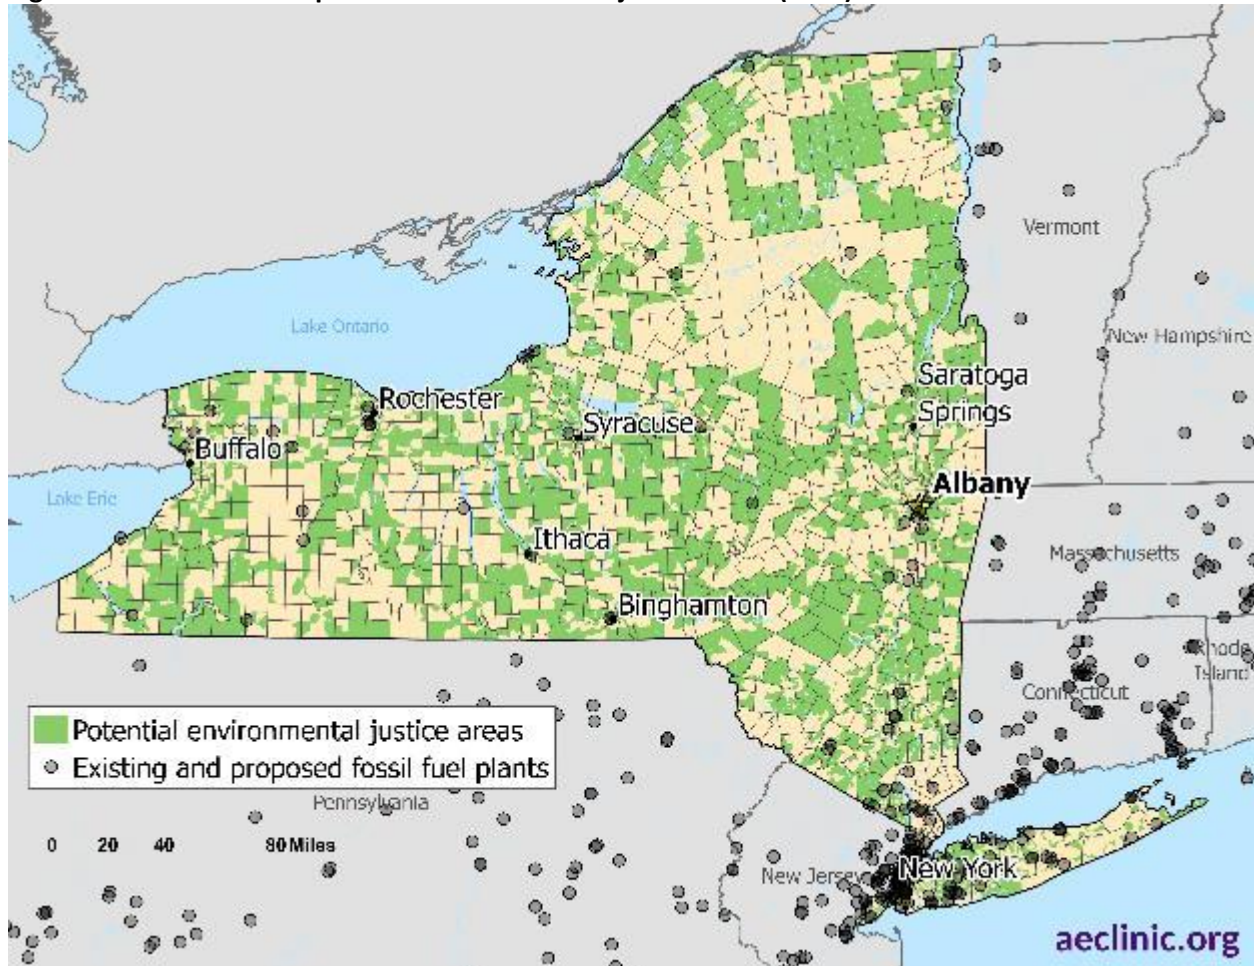 Vermont
New Hampshire
Lake Ontario
Saratoga
Springs
Rochester
Syracuse
Buffalo
Albany
Lake Erie
Ithaca
Massachusetts
Binghamton
Rhode
Island
Connecticut
Potential environmental justice areas
Existing and proposed fossil fuel plants
Pennsylvania
0 20 40 80 Miles
New Jersey
New York
aeclinic.org